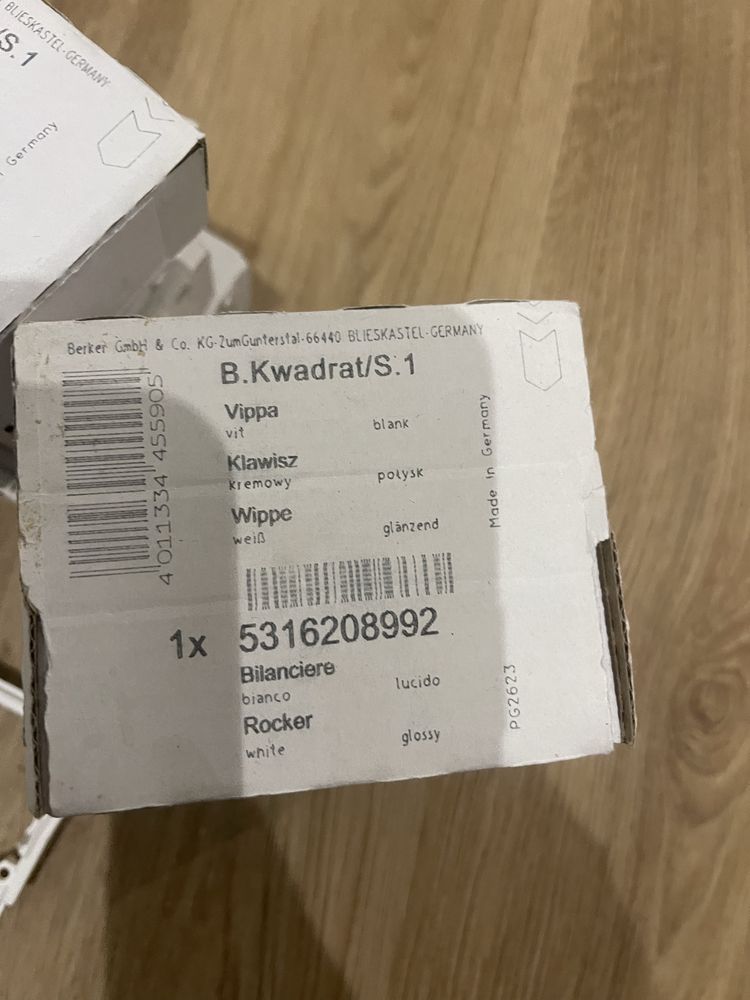 BLIESKASTEL-GERMANY
/S.1
Germany
Berker GmbH & Co. KG-ZumGunterstal-66440 BLIESKASTEL-GERMANY
B.Kwadrat/S.1
Vippa
vit blank
Klawisz
kremowy połysk
Wippe
weiß glänzend
4 011334 455905
Made in Germany
1x 5316208992
Bilanciere
bianco lucido
Rocker
white glossy
PG2623